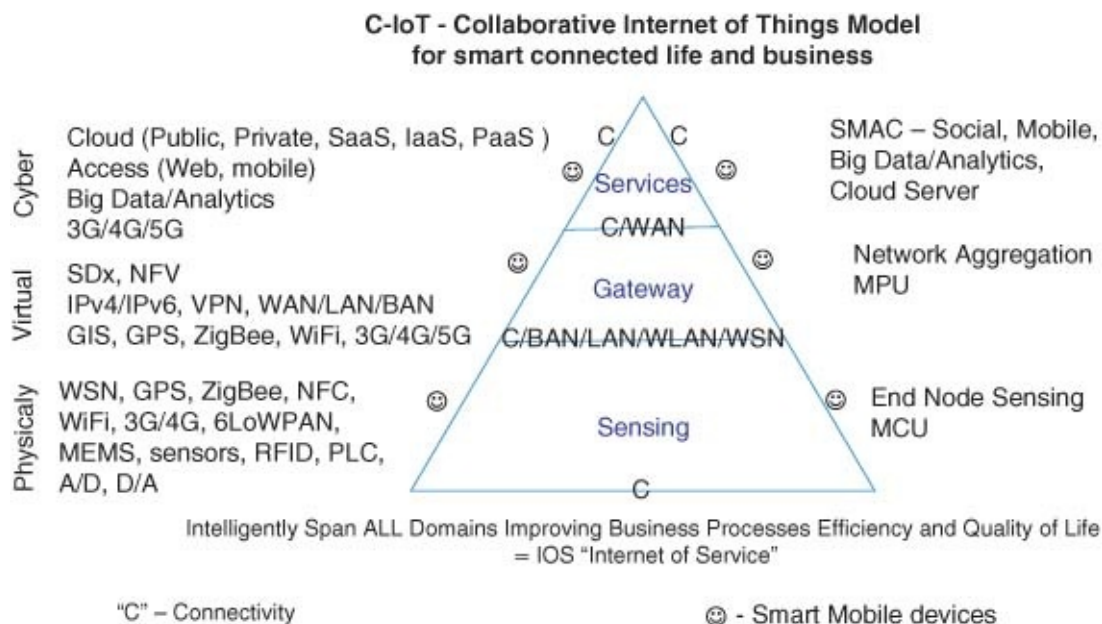 C-IoT - Collaborative Internet of Things Model
for smart connected life and business
Cyber
Cloud (Public, Private, SaaS, IaaS, PaaS )
Access (Web, mobile)
Big Data/Analytics
3G/4G/5G
C
C
Services
C/WAN
SMAC – Social, Mobile,
Big Data/Analytics,
Cloud Server
Virtual
SDx, NFV
IPv4/IPv6, VPN, WAN/LAN/BAN
GIS, GPS, ZigBee, WiFi, 3G/4G/5G
Gateway
C/BAN/LAN/WLAN/WSN
Network Aggregation
MPU
Physicaly
WSN, GPS, ZigBee, NFC,
WiFi, 3G/4G, 6LoWPAN,
MEMS, sensors, RFID, PLC,
A/D, D/A
Sensing
C
End Node Sensing
MCU
Intelligently Span ALL Domains Improving Business Processes Efficiency and Quality of Life
= IOS “Internet of Service”
“C” – Connectivity
☺ - Smart Mobile devices